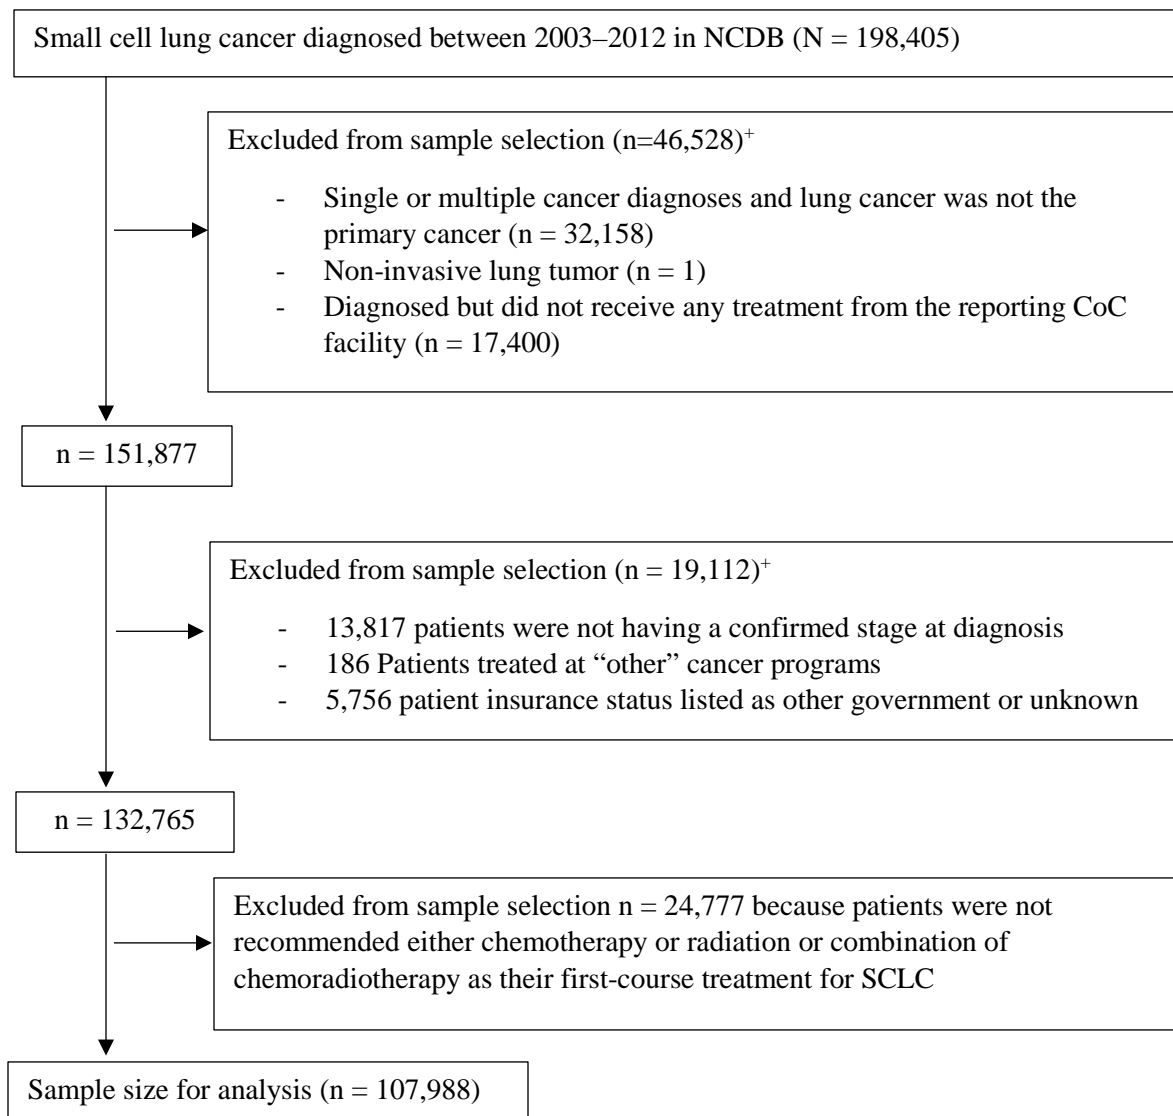 Small cell lung cancer diagnosed between 2003–2012 in NCDB (N = 198,405)
Excluded from sample selection (n=46,528)+
- Single or multiple cancer diagnoses and lung cancer was not the
primary cancer (n = 32,158)
- Non-invasive lung tumor (n = 1)
- Diagnosed but did not receive any treatment from the reporting CoC
facility (n = 17,400)
n = 151,877
Excluded from sample selection (n = 19,112)+
- 13,817 patients were not having a confirmed stage at diagnosis
- 186 Patients treated at “other” cancer programs
- 5,756 patient insurance status listed as other government or unknown
n = 132,765
Excluded from sample selection n = 24,777 because patients were not
recommended either chemotherapy or radiation or combination of
chemoradiotherapy as their first-course treatment for SCLC
Sample size for analysis (n = 107,988)